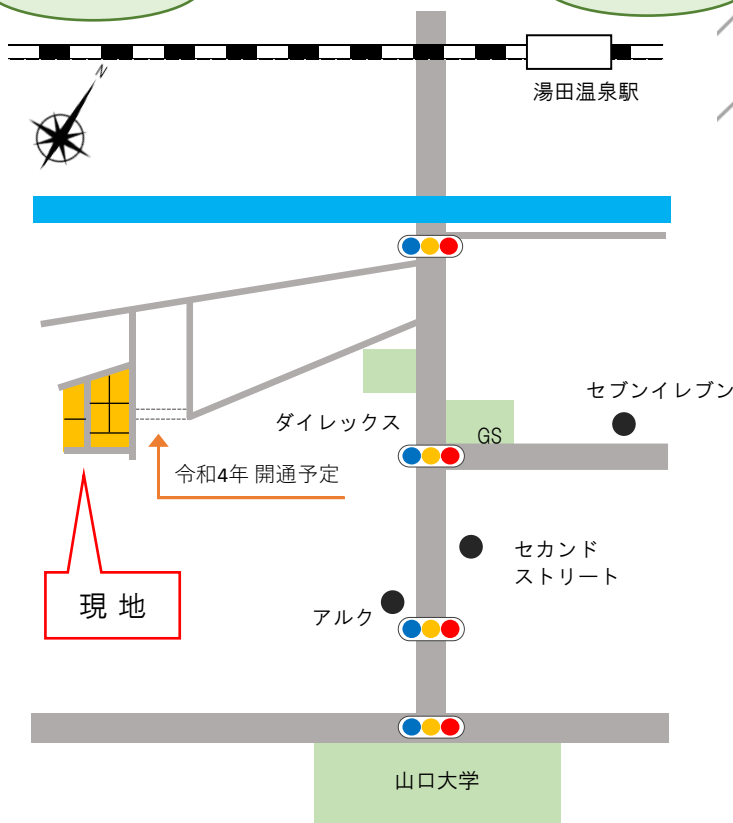 湯田温泉駅
N
セブンイレブン
ダイレックス
GS
令和4年 開通予定
セカンド
ストリート
現 地
アルク
山口大学